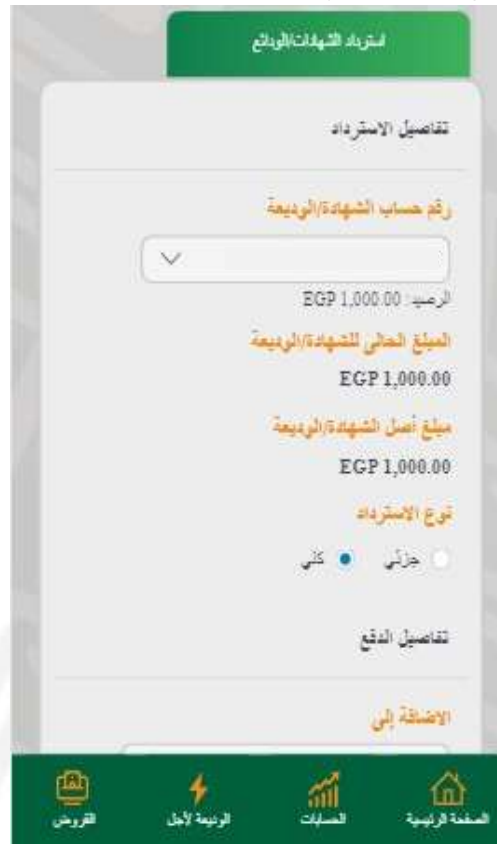 استرداد الشهادات/الودائع
تفاصيل الاسترداد
رقم حساب الشهادة/الوديعة
الرصيد: EGP 1,000.00
المبلغ الحالى للشهادة/الوديعة
EGP 1,000.00
مبلغ أصل الشهادة/الوديعة
EGP 1,000.00
نوع الاسترداد
جزئي كلي
تفاصيل الدفع
الاضافة إلى
الصفحة الرئيسية الحسابات الوديعة لأجل القروض